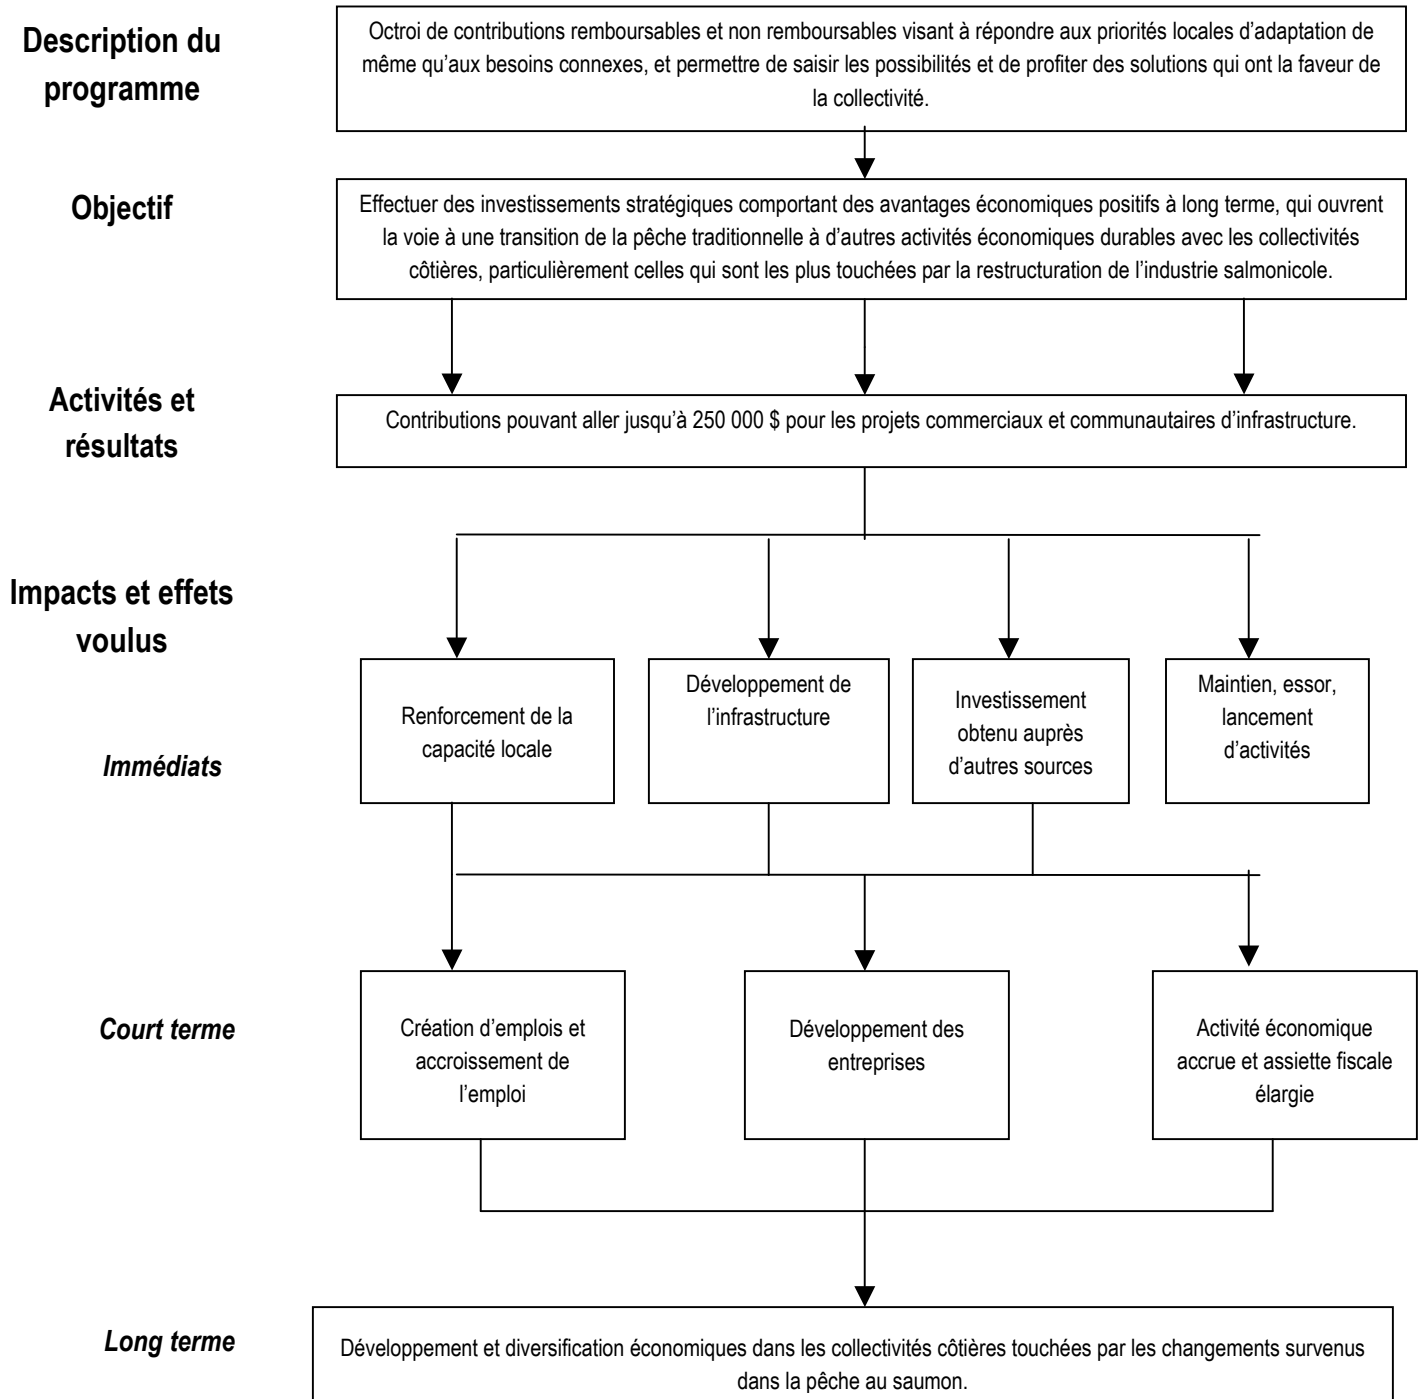 Description du
programme
Octroi de contributions remboursables et non remboursables visant à répondre aux priorités locales d’adaptation de
même qu’aux besoins connexes, et permettre de saisir les possibilités et de profiter des solutions qui ont la faveur de
la collectivité.
Objectif
Effectuer des investissements stratégiques comportant des avantages économiques positifs à long terme, qui ouvrent
la voie à une transition de la pêche traditionnelle à d’autres activités économiques durables avec les collectivités
côtières, particulièrement celles qui sont les plus touchées par la restructuration de l’industrie salmonicole.
Activités et
résultats
Contributions pouvant aller jusqu’à 250 000 $ pour les projets commerciaux et communautaires d’infrastructure.
Impacts et effets
voulus
Immédiats
Renforcement de la
capacité locale
Développement de
l’infrastructure
Investissement
obtenu auprès
d’autres sources
Maintien, essor,
lancement
d’activités
Court terme
Création d’emplois et
accroissement de
l’emploi
Développement des
entreprises
Activité économique
accrue et assiette fiscale
élargie
Long terme
Développement et diversification économiques dans les collectivités côtières touchées par les changements survenus
dans la pêche au saumon.